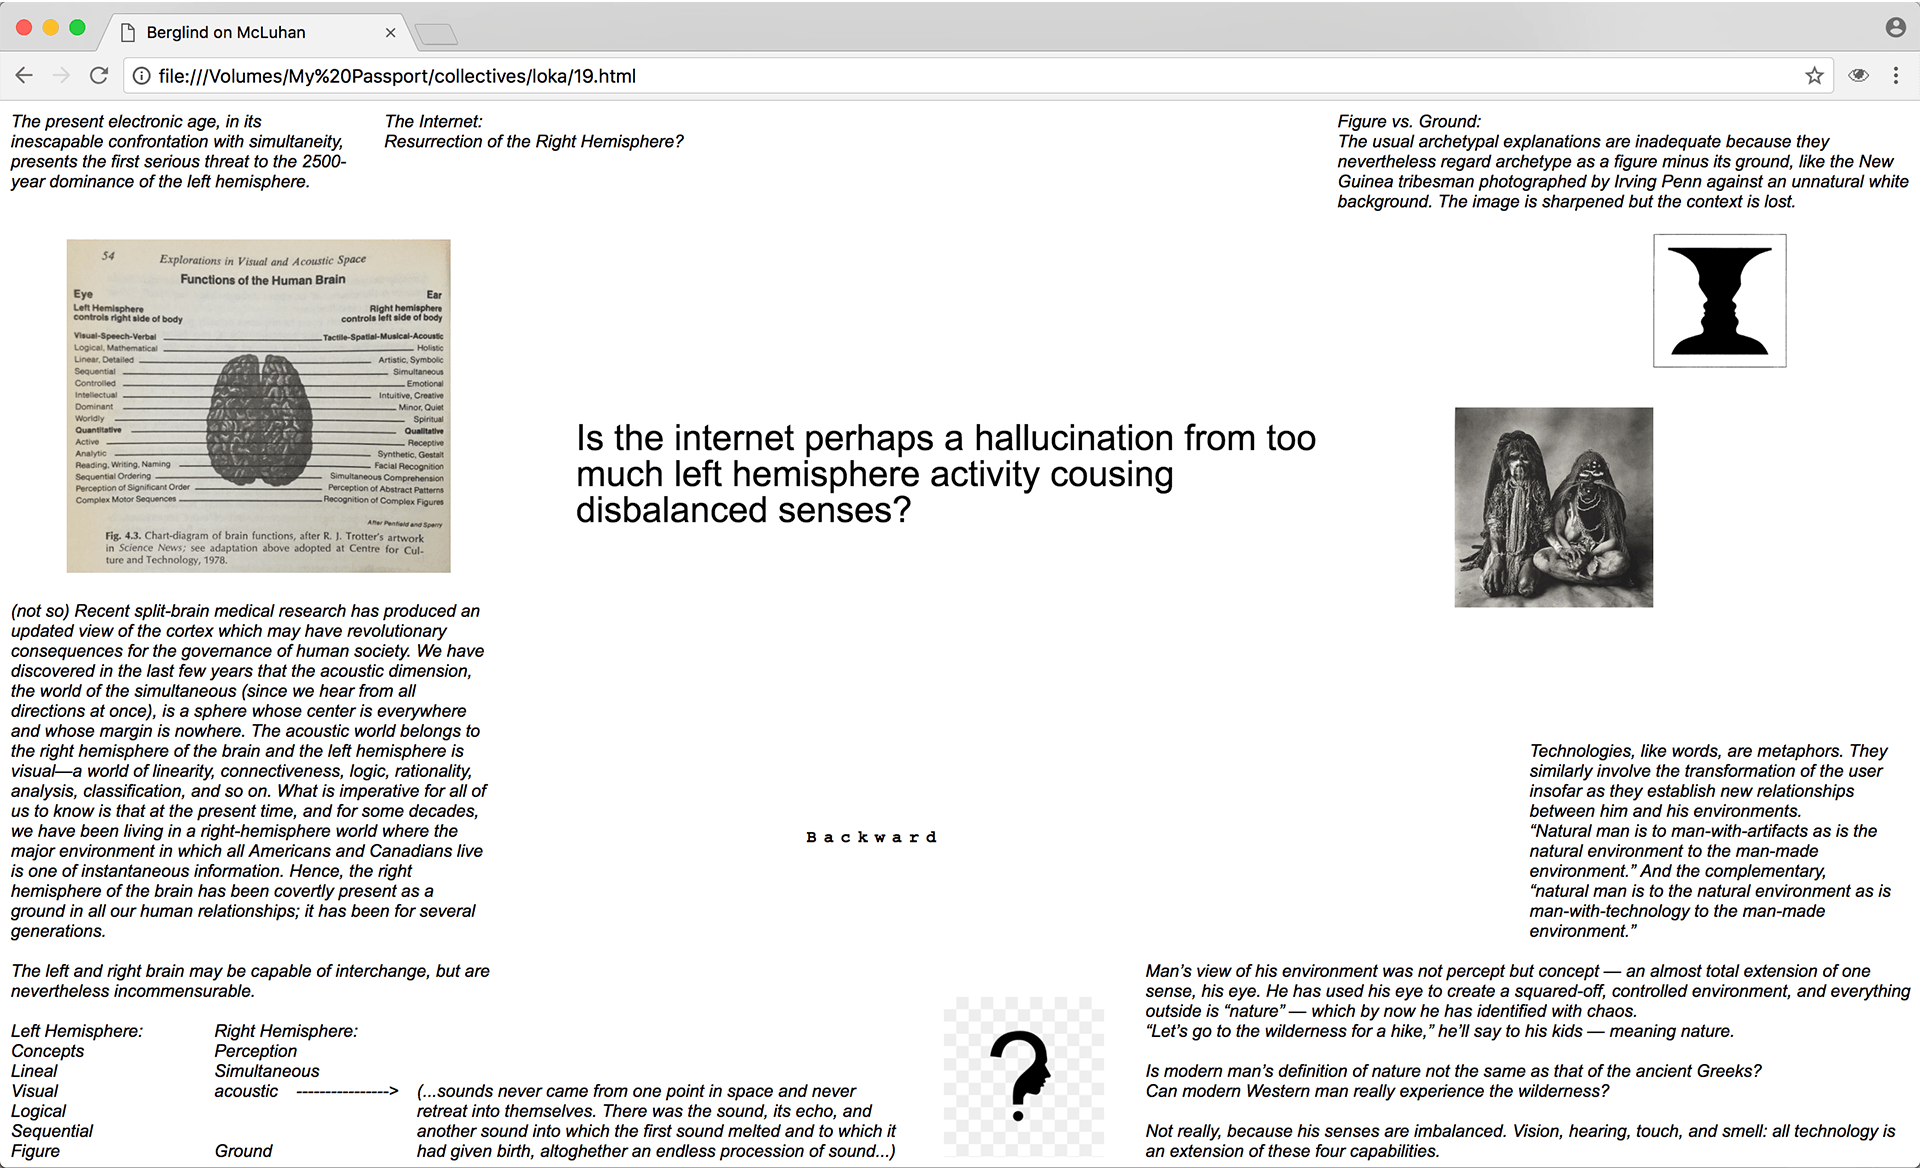 Berglind on McLuhan
file:///Volumes/My%20Passport/collectives/loka/19.html
The present electronic age, in its
inescapable confrontation with simultaneity,
presents the first serious threat to the 2500-
year dominance of the left hemisphere.
The Internet:
Resurrection of the Right Hemisphere?
Figure vs. Ground:
The usual archetypal explanations are inadequate because they
nevertheless regard archetype as a figure minus its ground, like the New
Guinea tribesman photographed by Irving Penn against an unnatural white
background. The image is sharpened but the context is lost.
54 Explorations in Visual and Acoustic Space
Functions of the Human Brain
Eye Ear
Left Hemisphere Right hemisphere
controls right side of body controls left side of body
Visual-Speech-Verbal Tactile-Spatial-Musical-Acoustic
Logical, Mathematical Holistic
Linear, Detailed Artistic, Symbolic
Sequential Simultaneous
Controlled Emotional
Intellectual Intuitive, Creative
Dominant Minor, Quiet
Worldly Spiritual
Quantitative Qualitative
Active Receptive
Analytic Synthetic, Gestalt
Reading, Writing, Naming Facial Recognition
Sequential Ordering Simultaneous Comprehension
Perception of Significant Order Perception of Abstract Patterns
Complex Motor Sequences Recognition of Complex Figures
After Penfield and Sperry
Fig. 4.3. Chart-diagram of brain functions, after R. J. Trotter's artwork
in Science News; see adaptation above adopted at Centre for Cul-
ture and Technology, 1978.
Is the internet perhaps a hallucination from too
much left hemisphere activity cousing
disbalanced senses?
(not so) Recent split-brain medical research has produced an
updated view of the cortex which may have revolutionary
consequences for the governance of human society. We have
discovered in the last few years that the acoustic dimension,
the world of the simultaneous (since we hear from all
directions at once), is a sphere whose center is everywhere
and whose margin is nowhere. The acoustic world belongs to
the right hemisphere of the brain and the left hemisphere is
visual—a world of linearity, connectiveness, logic, rationality,
analysis, classification, and so on. What is imperative for all of
us to know is that at the present time, and for some decades,
we have been living in a right-hemisphere world where the
major environment in which all Americans and Canadians live
is one of instantaneous information. Hence, the right
hemisphere of the brain has been covertly present as a
ground in all our human relationships; it has been for several
generations.
Backward
Technologies, like words, are metaphors. They
similarly involve the transformation of the user
insofar as they establish new relationships
between him and his environments.
“Natural man is to man-with-artifacts as is the
natural environment to the man-made
environment.” And the complementary,
“natural man is to the natural environment as is
man-with-technology to the man-made
environment.”
The left and right brain may be capable of interchange, but are
nevertheless incommensurable.
Left Hemisphere: Right Hemisphere:
Concepts Perception
Lineal Simultaneous
Visual acoustic ----------------> (...sounds never came from one point in space and never
Logical retreat into themselves. There was the sound, its echo, and
Sequential another sound into which the first sound melted and to which it
Figure Ground had given birth, altoghether an endless procession of sound...)
Man’s view of his environment was not percept but concept — an almost total extension of one
sense, his eye. He has used his eye to create a squared-off, controlled environment, and everything
outside is “nature” — which by now he has identified with chaos.
“Let’s go to the wilderness for a hike,” he’ll say to his kids — meaning nature.
Is modern man’s definition of nature not the same as that of the ancient Greeks?
Can modern Western man really experience the wilderness?
Not really, because his senses are imbalanced. Vision, hearing, touch, and smell: all technology is
an extension of these four capabilities.